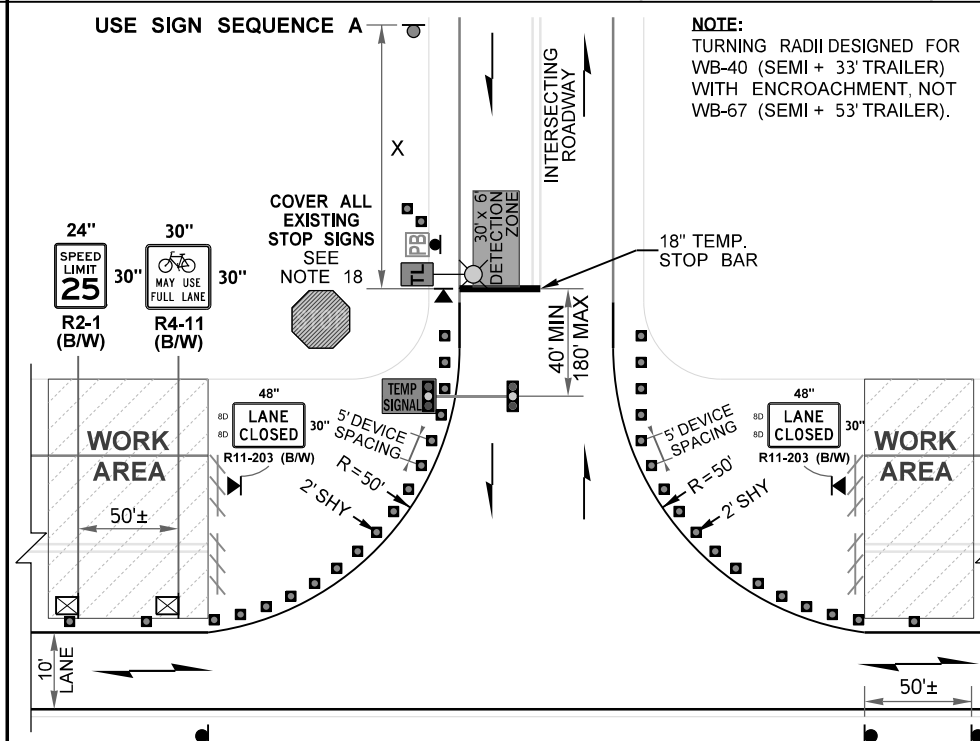 USE SIGN SEQUENCE A
NOTE:
TURNING RADII DESIGNED FOR
WB-40 (SEMI + 33' TRAILER)
WITH ENCROACHMENT, NOT
WB-67 (SEMI + 53' TRAILER).
INTERSECTING
ROADWAY
X
COVER ALL
EXISTING
STOP SIGNS
SEE
NOTE 18
STOP
PB
TL
30' x 6'
DETECTION
ZONE
18" TEMP.
STOP BAR
40' MIN
180' MAX
24"
SPEED
LIMIT
25
30"
R2-1
(B/W)
30"
MAY USE
FULL LANE
30"
R4-11
(B/W)
TEMP
SIGNAL
48"
8D
8D
LANE
CLOSED
30"
R11-203 (B/W)
5' DEVICE
SPACING
R=50'
2' SHY
WORK
AREA
50'±
10'
LANE
48"
8D
8D
LANE
CLOSED
30"
R11-203 (B/W)
5' DEVICE
SPACING
R=50'
2' SHY
WORK
AREA
50'±